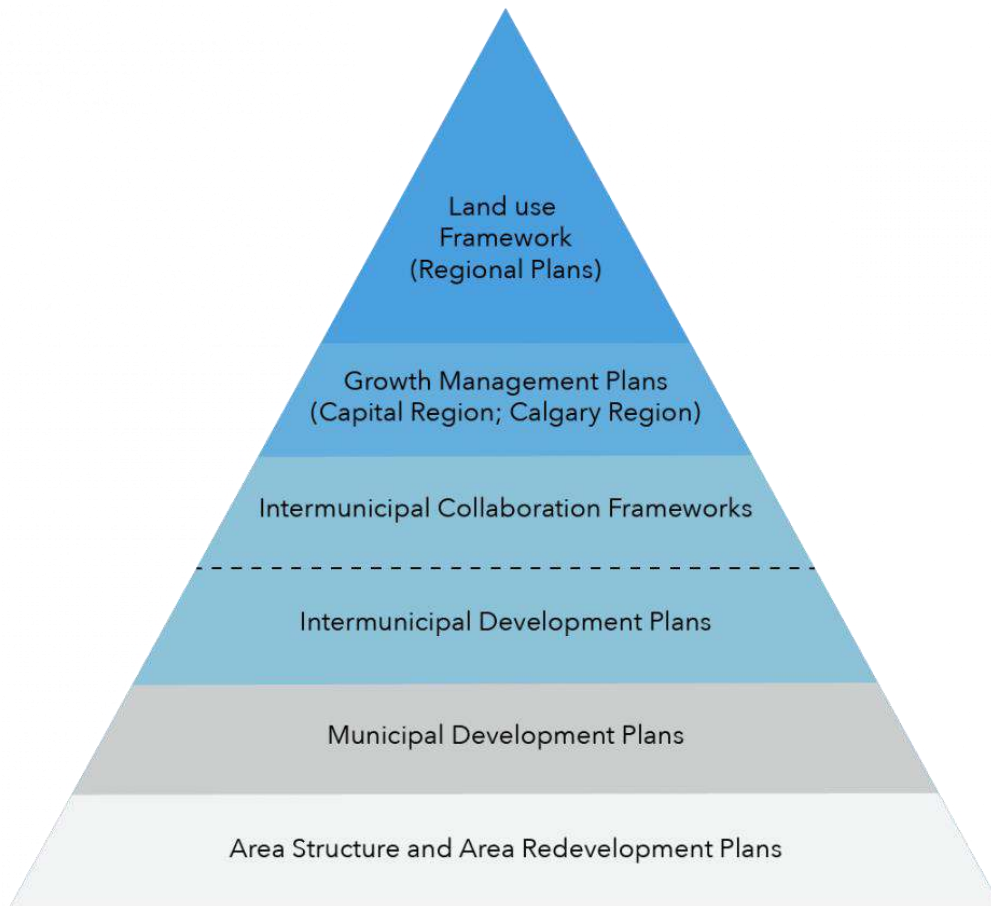 Land use
Framework
(Regional Plans)
Growth Management Plans
(Capital Region; Calgary Region)
Intermunicipal Collaboration Frameworks
Intermunicipal Development Plans
Municipal Development Plans
Area Structure and Area Redevelopment Plans